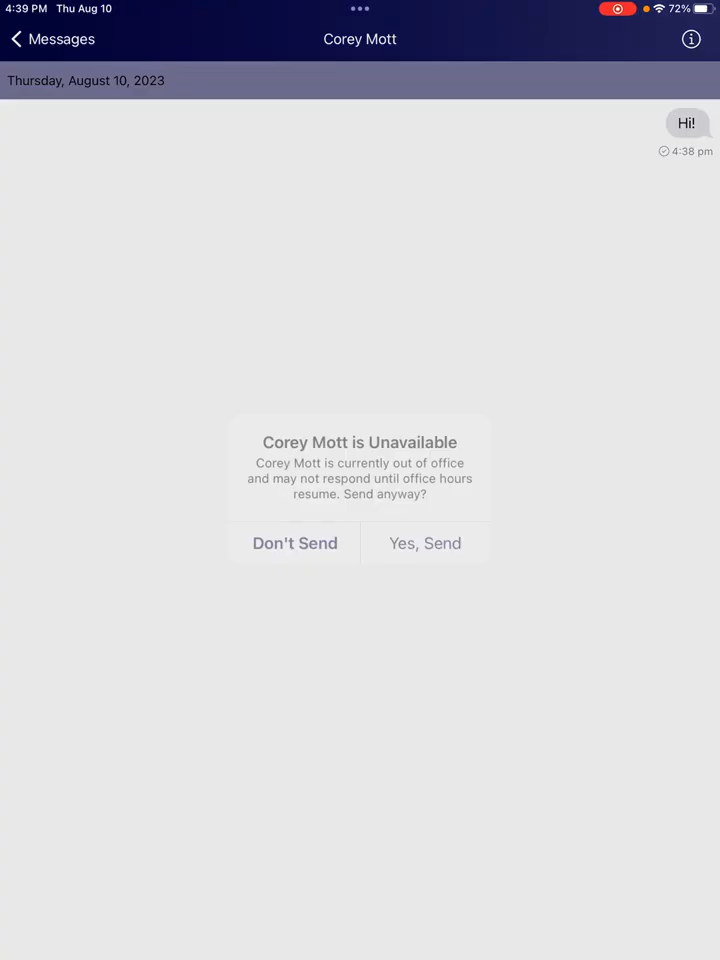 4:39 PM Thu Aug 10
72%
Messages
Corey Mott
Thursday, August 10, 2023
Hi!
4:38 pm
Corey Mott is Unavailable
Corey Mott is currently out of office
and may not respond until office hours
resume. Send anyway?
Don't Send
Yes, Send